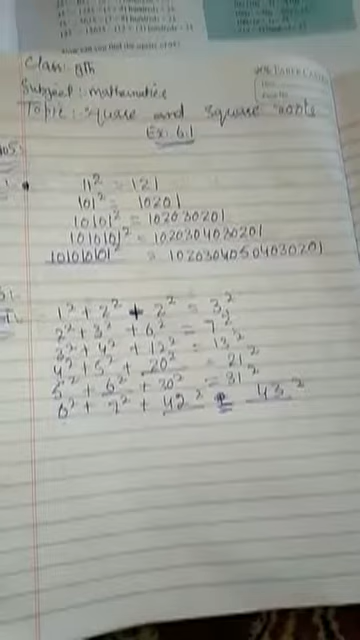 Class: 8th
Subject: Mathematics
Topic: square and square roots
Ex 6.1
11² = 121
101² = 10201
10101² = 102030201
1010101² = 1020304030201
101010101² = 10203040504030201
1² + 2² + 2² = 3²
2² + 3² + 6² = 7²
3² + 4² + 12² = 13²
4² + 5² + 20² = 21²
5² + 6² + 30² = 31²
6² + 7² + 42² = 43²